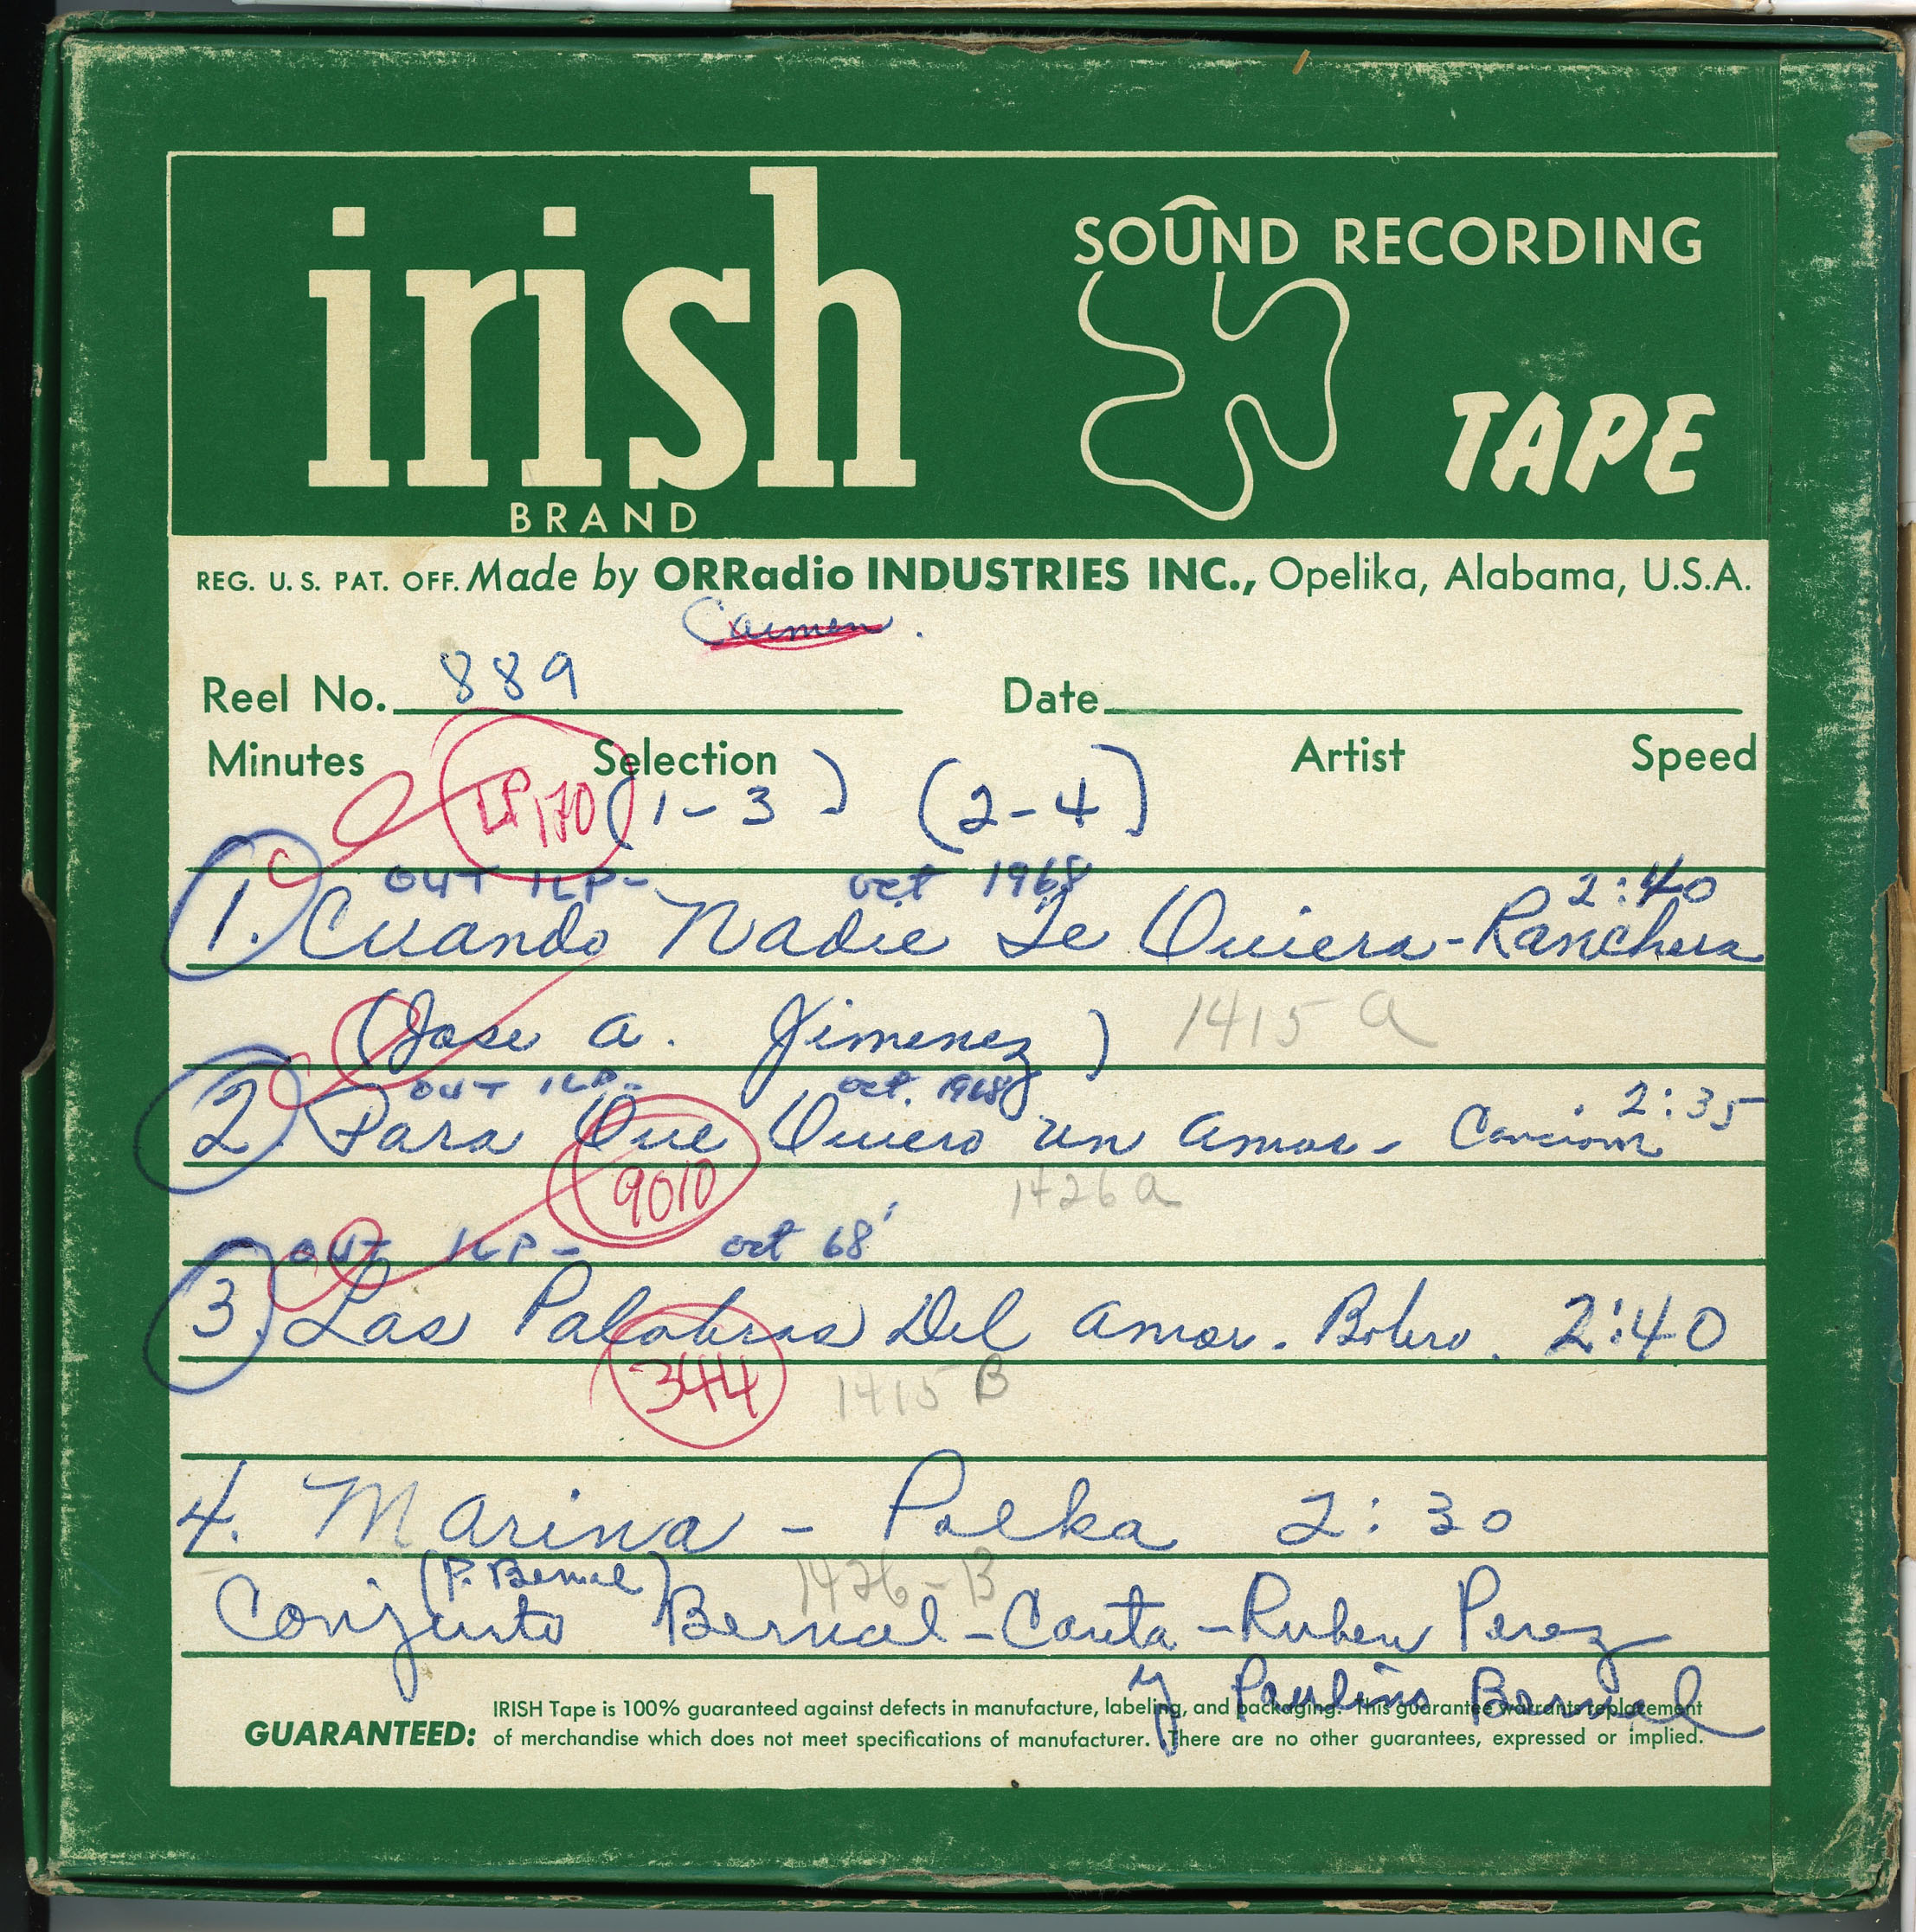 irish
BRAND
SOUND RECORDING
TAPE
REG. U. S. PAT. OFF. Made by ORRadio INDUSTRIES INC., Opelika, Alabama, U.S.A.
Carmen.
Reel No. 889 Date
Minutes Selection Artist Speed
LP 170 (1-3) (2-4)
C OUT 1LP- oct 1968 2:40
1. Cuando Nadie Te Quiera - Ranchera
(Jose A. Jimenez) 1415 a
C OUT 1LP- oct. 1968 2:35
2. Para Que Quiero un amor - Cancion
9010 1426 a
OUT 1LP- oct 68'
3. Las Palabras Del amor. Bolero. 2:40
344 1415 B
4. Marina - Polka 2:30
(P. Bernal) 1426-B
Conjunto Bernal - Canta - Ruben Perez
y Paulino Bernal
GUARANTEED: IRISH Tape is 100% guaranteed against defects in manufacture, labeling, and packaging. This guarantee warrants replacement
of merchandise which does not meet specifications of manufacturer. There are no other guarantees, expressed or implied.